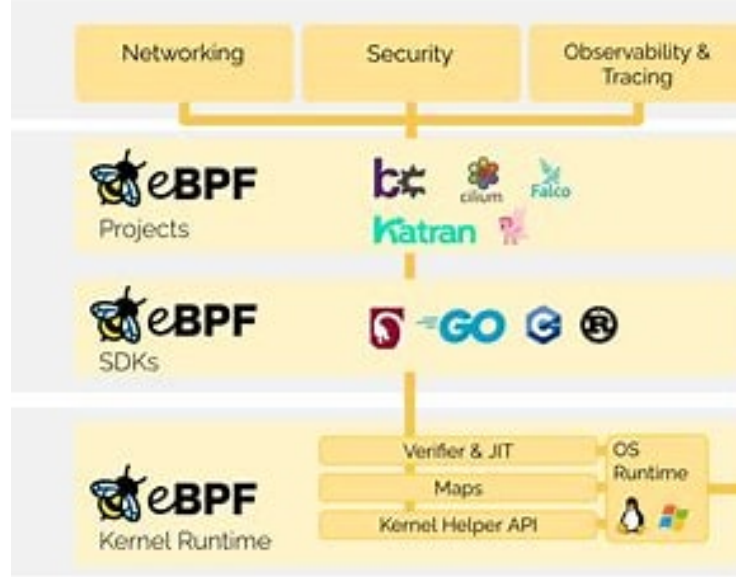 Networking
Security
Observability &
Tracing
eBPF
Projects
bcc
cilium
Falco
Katran
eBPF
SDKs
GO
C
R
eBPF
Kernel Runtime
Verifier & JIT
Maps
Kernel Helper API
OS
Runtime